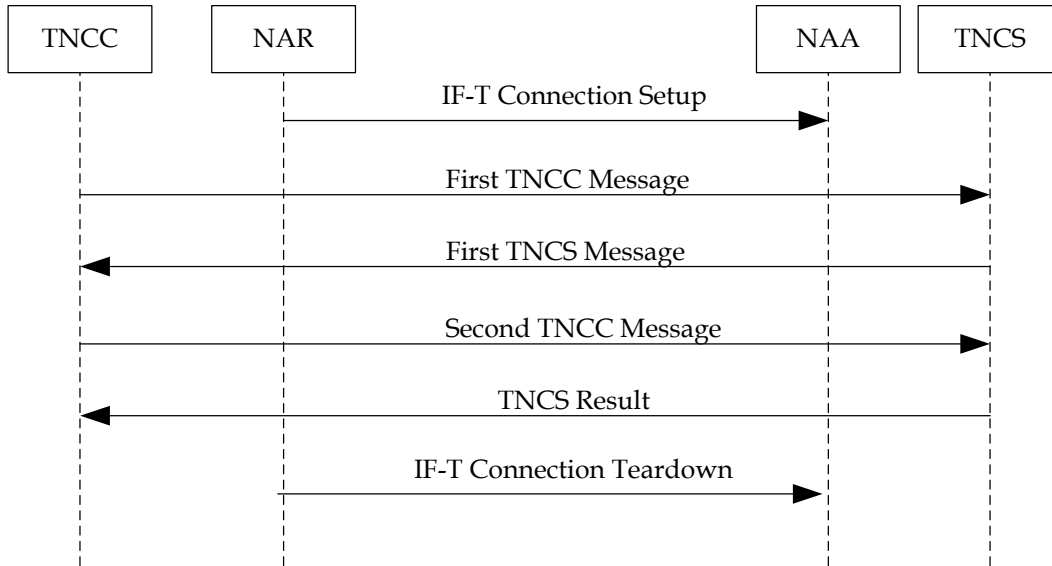 TNCC
NAR
NAA
TNCS
IF-T Connection Setup
First TNCC Message
First TNCS Message
Second TNCC Message
TNCS Result
IF-T Connection Teardown